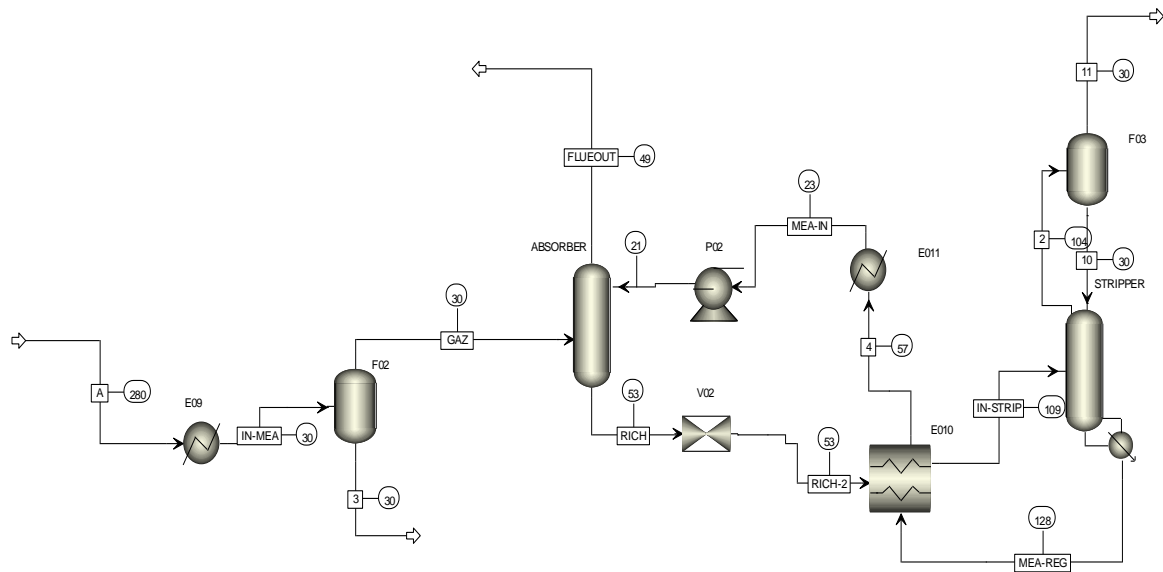 11
30
F03
FLUEOUT
49
23
MEA-IN
2
104
10
30
ABSORBER
21
P02
E011
STRIPPER
30
GAZ
4
57
F02
A
280
E09
53
V02
IN-STRIP
109
IN-MEA
30
RICH
53
E010
RICH-2
3
30
128
MEA-REG